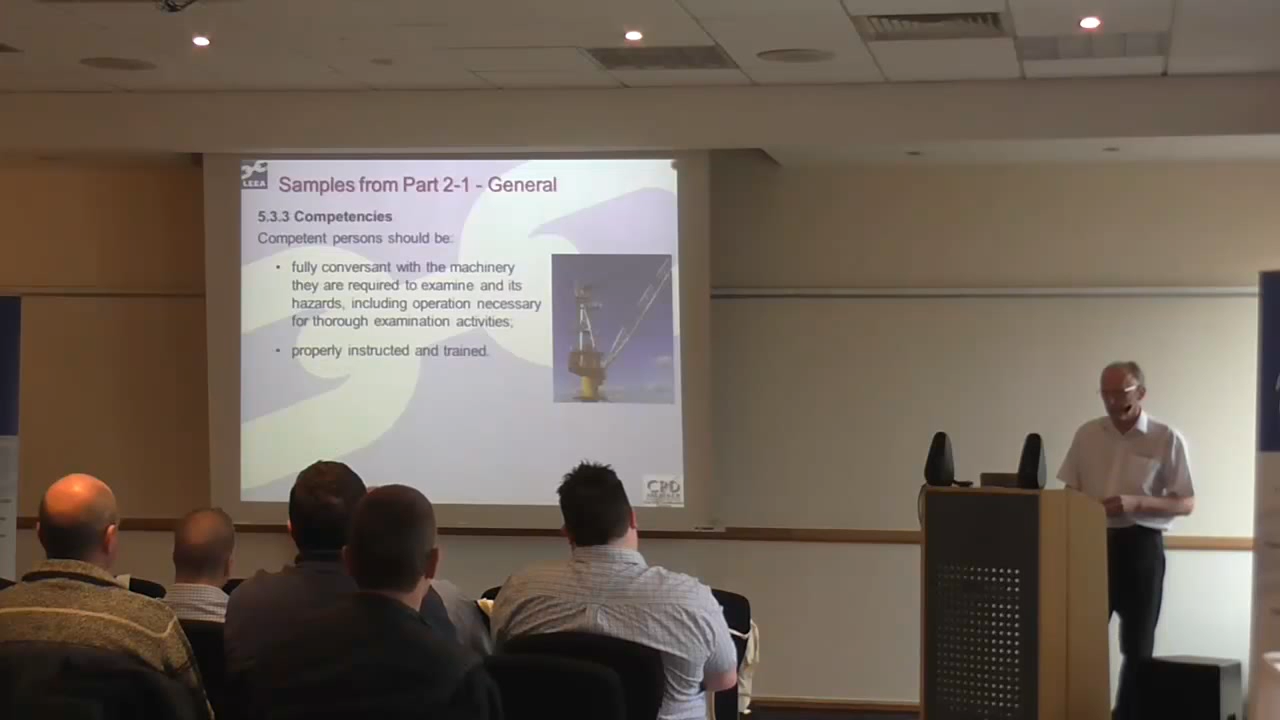 LEEA
Samples from Part 2-1 - General
5.3.3 Competencies
Competent persons should be:
• fully conversant with the machinery
they are required to examine and its
hazards, including operation necessary
for thorough examination activities;
• properly instructed and trained.
CPD